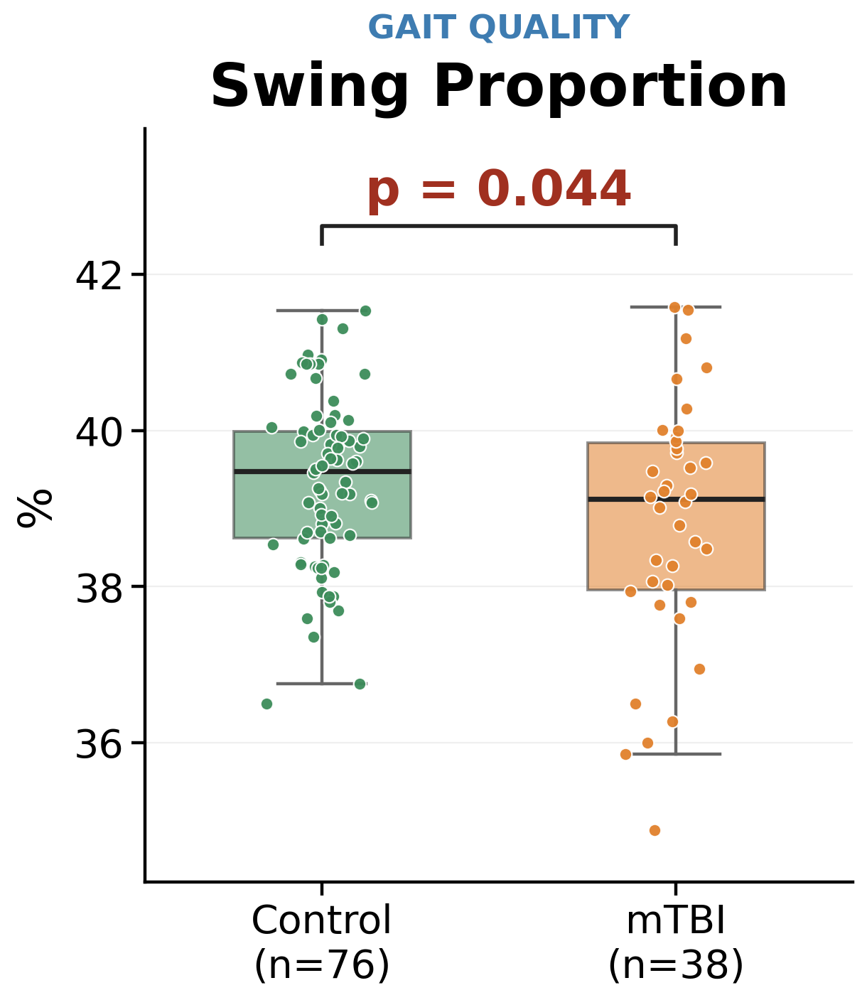 GAIT QUALITY
Swing Proportion
p = 0.044
42
40
38
36
%
Control
(n=76)
mTBI
(n=38)